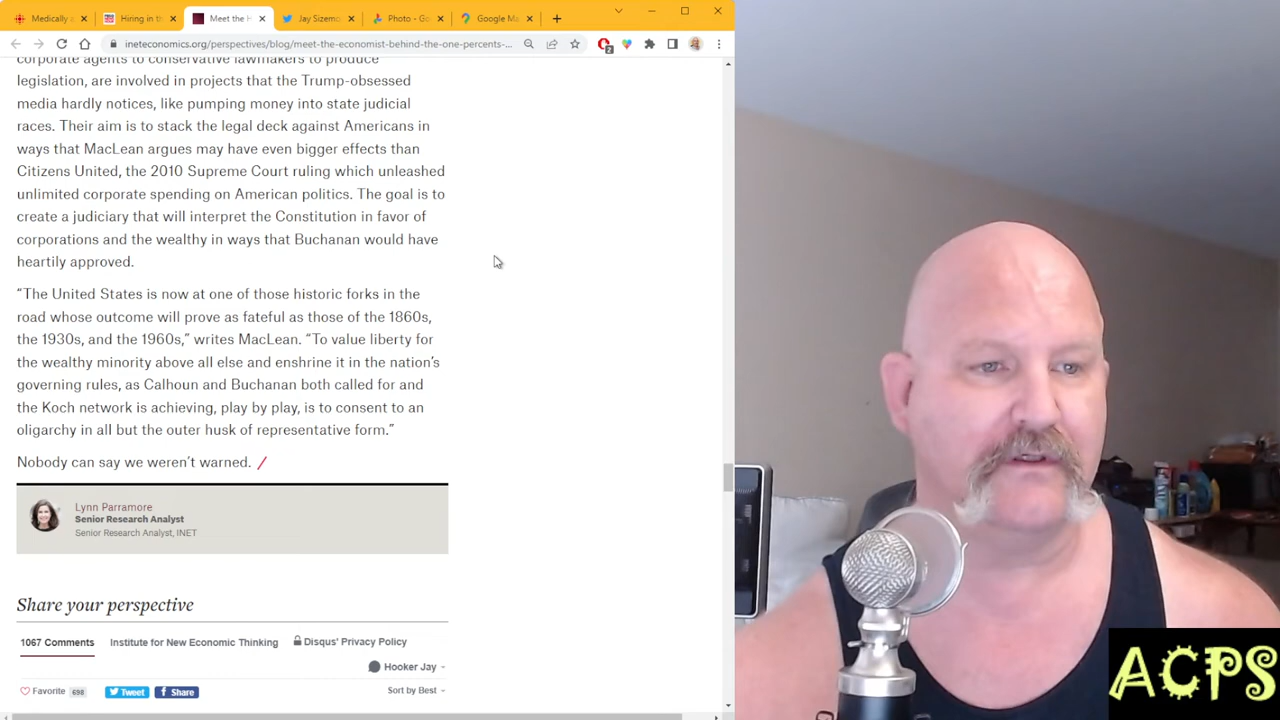 Medically a
Hiring in th
Meet the H
Jay Sizemo
Photo - Go
Google Ma
ineteconomics.org/perspectives/blog/meet-the-economist-behind-the-one-percents-...
2
corporate agents to conservative lawmakers to produce
legislation, are involved in projects that the Trump-obsessed
media hardly notices, like pumping money into state judicial
races. Their aim is to stack the legal deck against Americans in
ways that MacLean argues may have even bigger effects than
Citizens United, the 2010 Supreme Court ruling which unleashed
unlimited corporate spending on American politics. The goal is to
create a judiciary that will interpret the Constitution in favor of
corporations and the wealthy in ways that Buchanan would have
heartily approved.
“The United States is now at one of those historic forks in the
road whose outcome will prove as fateful as those of the 1860s,
the 1930s, and the 1960s,” writes MacLean. “To value liberty for
the wealthy minority above all else and enshrine it in the nation’s
governing rules, as Calhoun and Buchanan both called for and
the Koch network is achieving, play by play, is to consent to an
oligarchy in all but the outer husk of representative form.”
Nobody can say we weren’t warned. /
Lynn Parramore
Senior Research Analyst
Senior Research Analyst, INET
Share your perspective
1067 Comments
Institute for New Economic Thinking
Disqus' Privacy Policy
Hooker Jay
Favorite 698
Tweet
Share
Sort by Best
ACPS